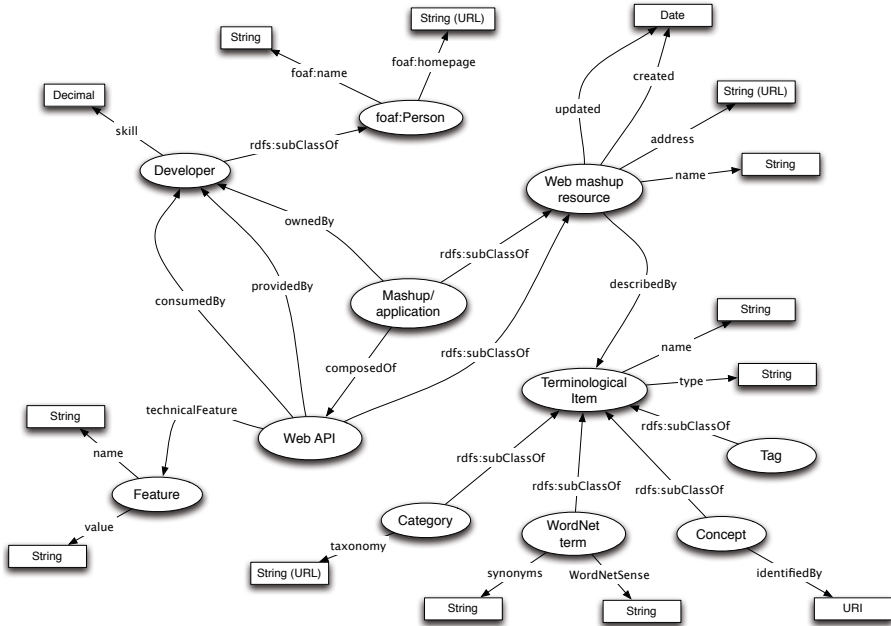 Date
String (URL)
String
foaf:name
foaf:homepage
created
updated
Decimal
String (URL)
foaf:Person
address
skill
rdfs:subClassOf
String
Developer
name
Web mashup
resource
ownedBy
rdfs:subClassOf
describedBy
providedBy
consumedBy
Mashup/
application
String
name
composedOf
rdfs:subClassOf
String
type
Terminological
Item
technicalFeature
String
rdfs:subClassOf
Web API
name
Tag
rdfs:subClassOf
rdfs:subClassOf
rdfs:subClassOf
Feature
Category
WordNet
term
Concept
value
String
taxonomy
String (URL)
synonyms
WordNetSense
identifiedBy
String
String
URI